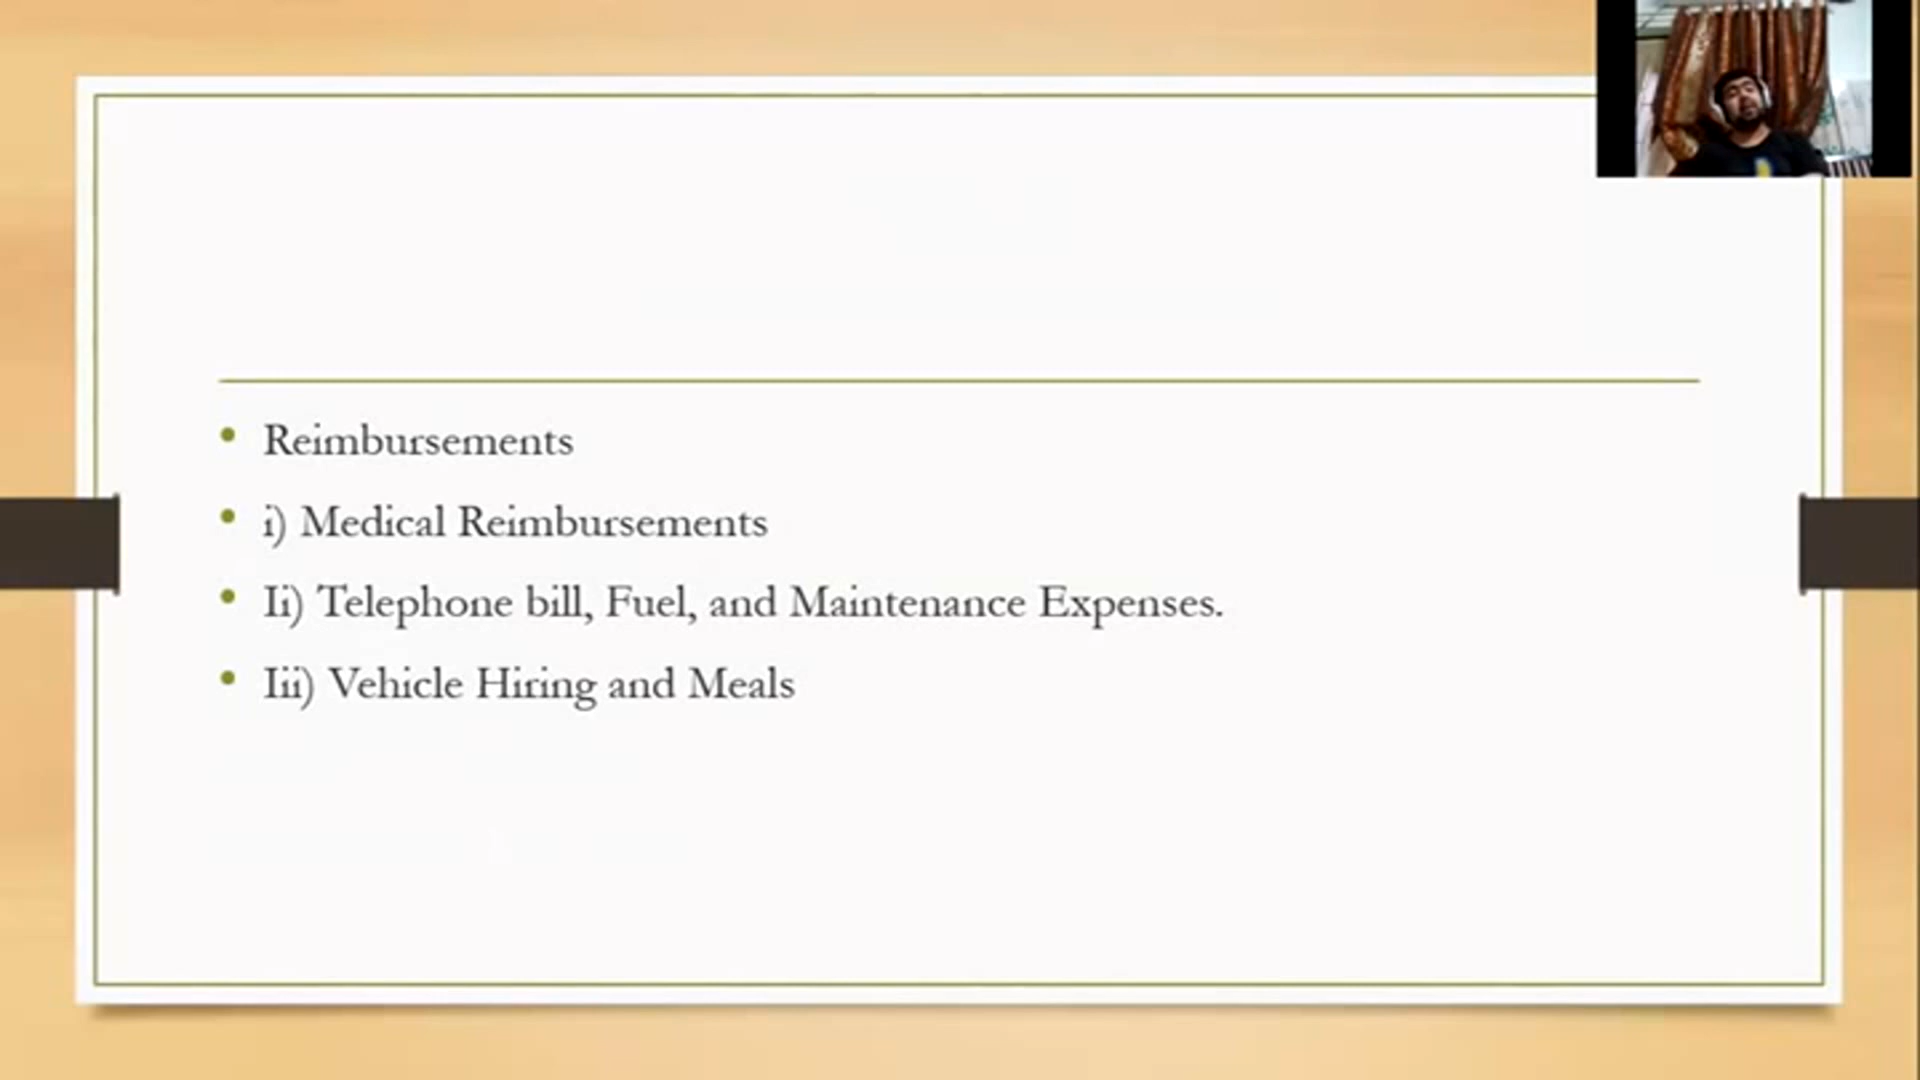 • Reimbursements
• i) Medical Reimbursements
• Ii) Telephone bill, Fuel, and Maintenance Expenses.
• Iii) Vehicle Hiring and Meals